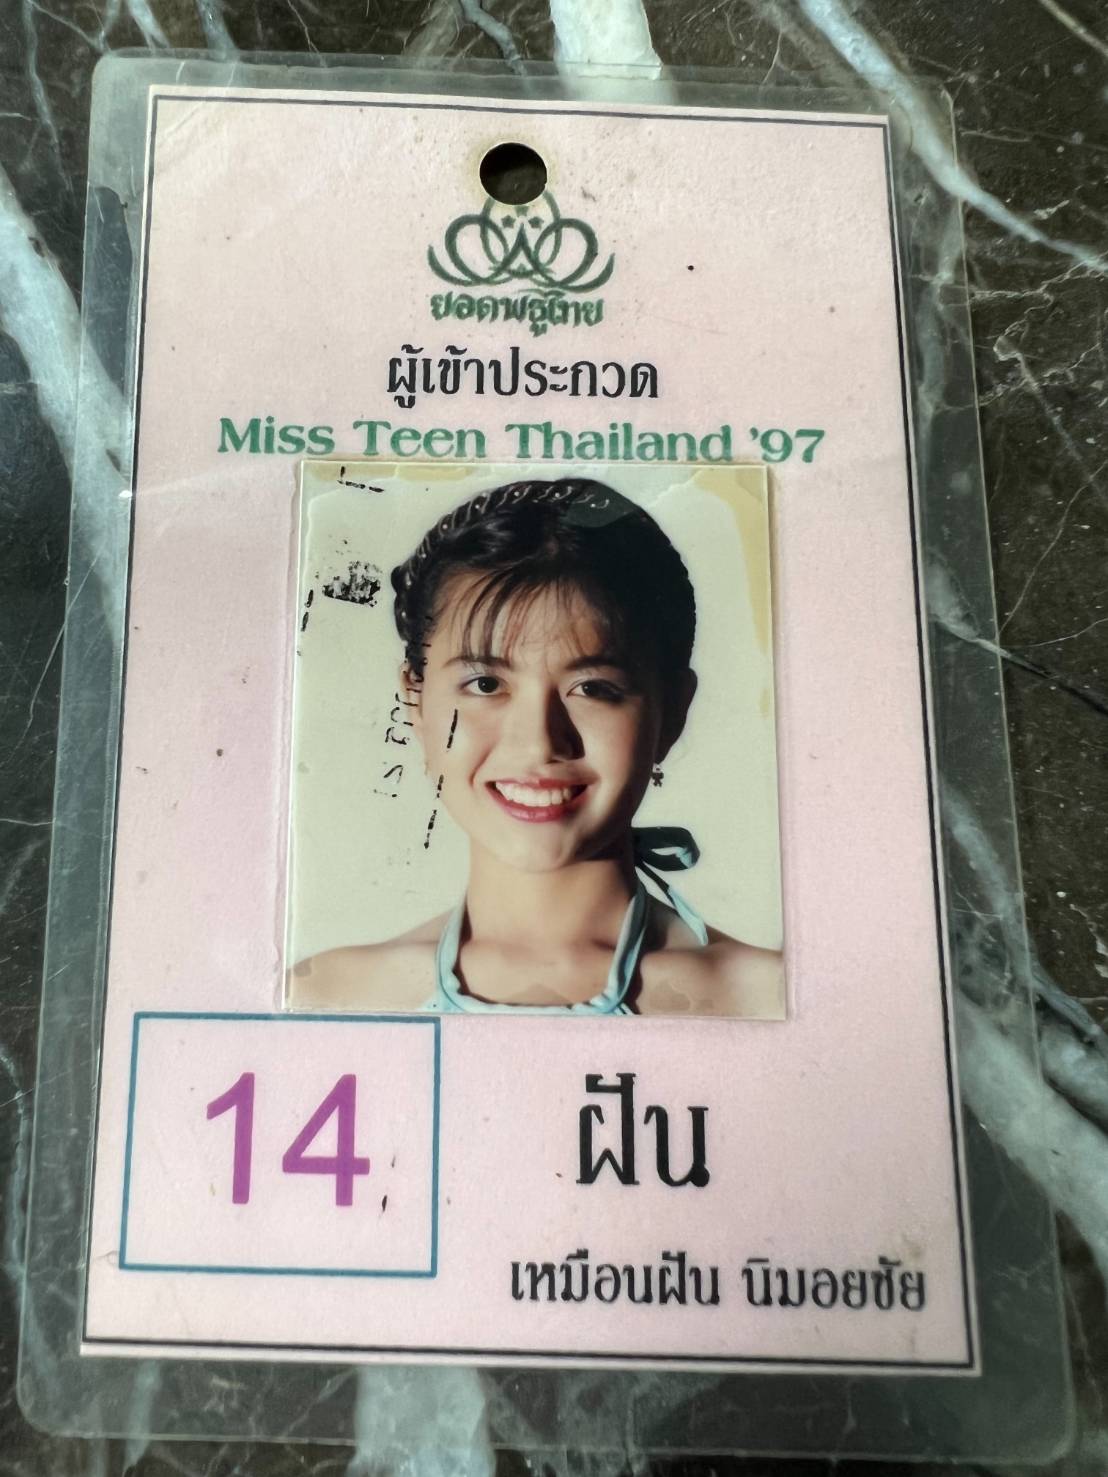 ยอดพธูไทย
ผู้เข้าประกวด
Miss Teen Thailand '97
14
ฝัน
เหมือนฝัน นิมอยชัย